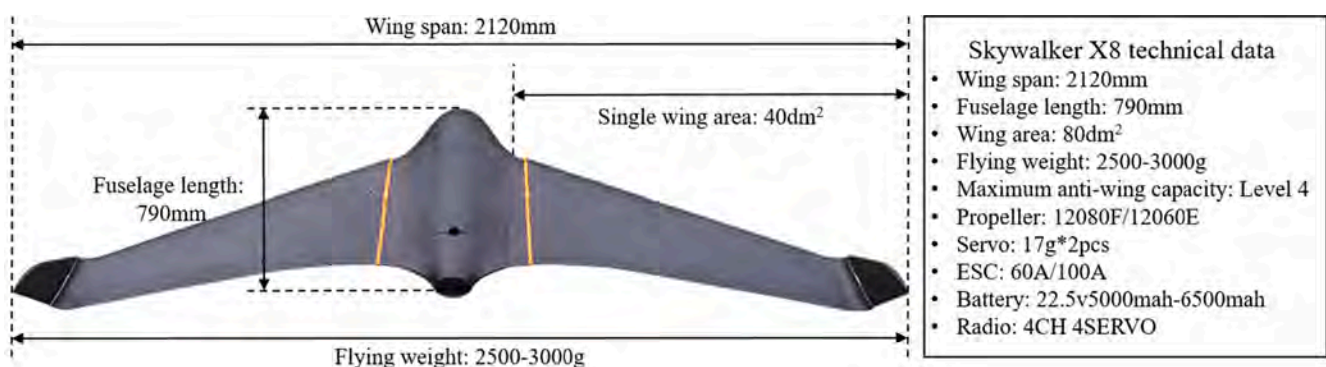 Wing span: 2120mm
Single wing area: 40dm²
Fuselage length:
790mm
Flying weight: 2500-3000g
Skywalker X8 technical data
• Wing span: 2120mm
• Fuselage length: 790mm
• Wing area: 80dm²
• Flying weight: 2500-3000g
• Maximum anti-wing capacity: Level 4
• Propeller: 12080F/12060E
• Servo: 17g*2pcs
• ESC: 60A/100A
• Battery: 22.5v5000mah-6500mah
• Radio: 4CH 4SERVO